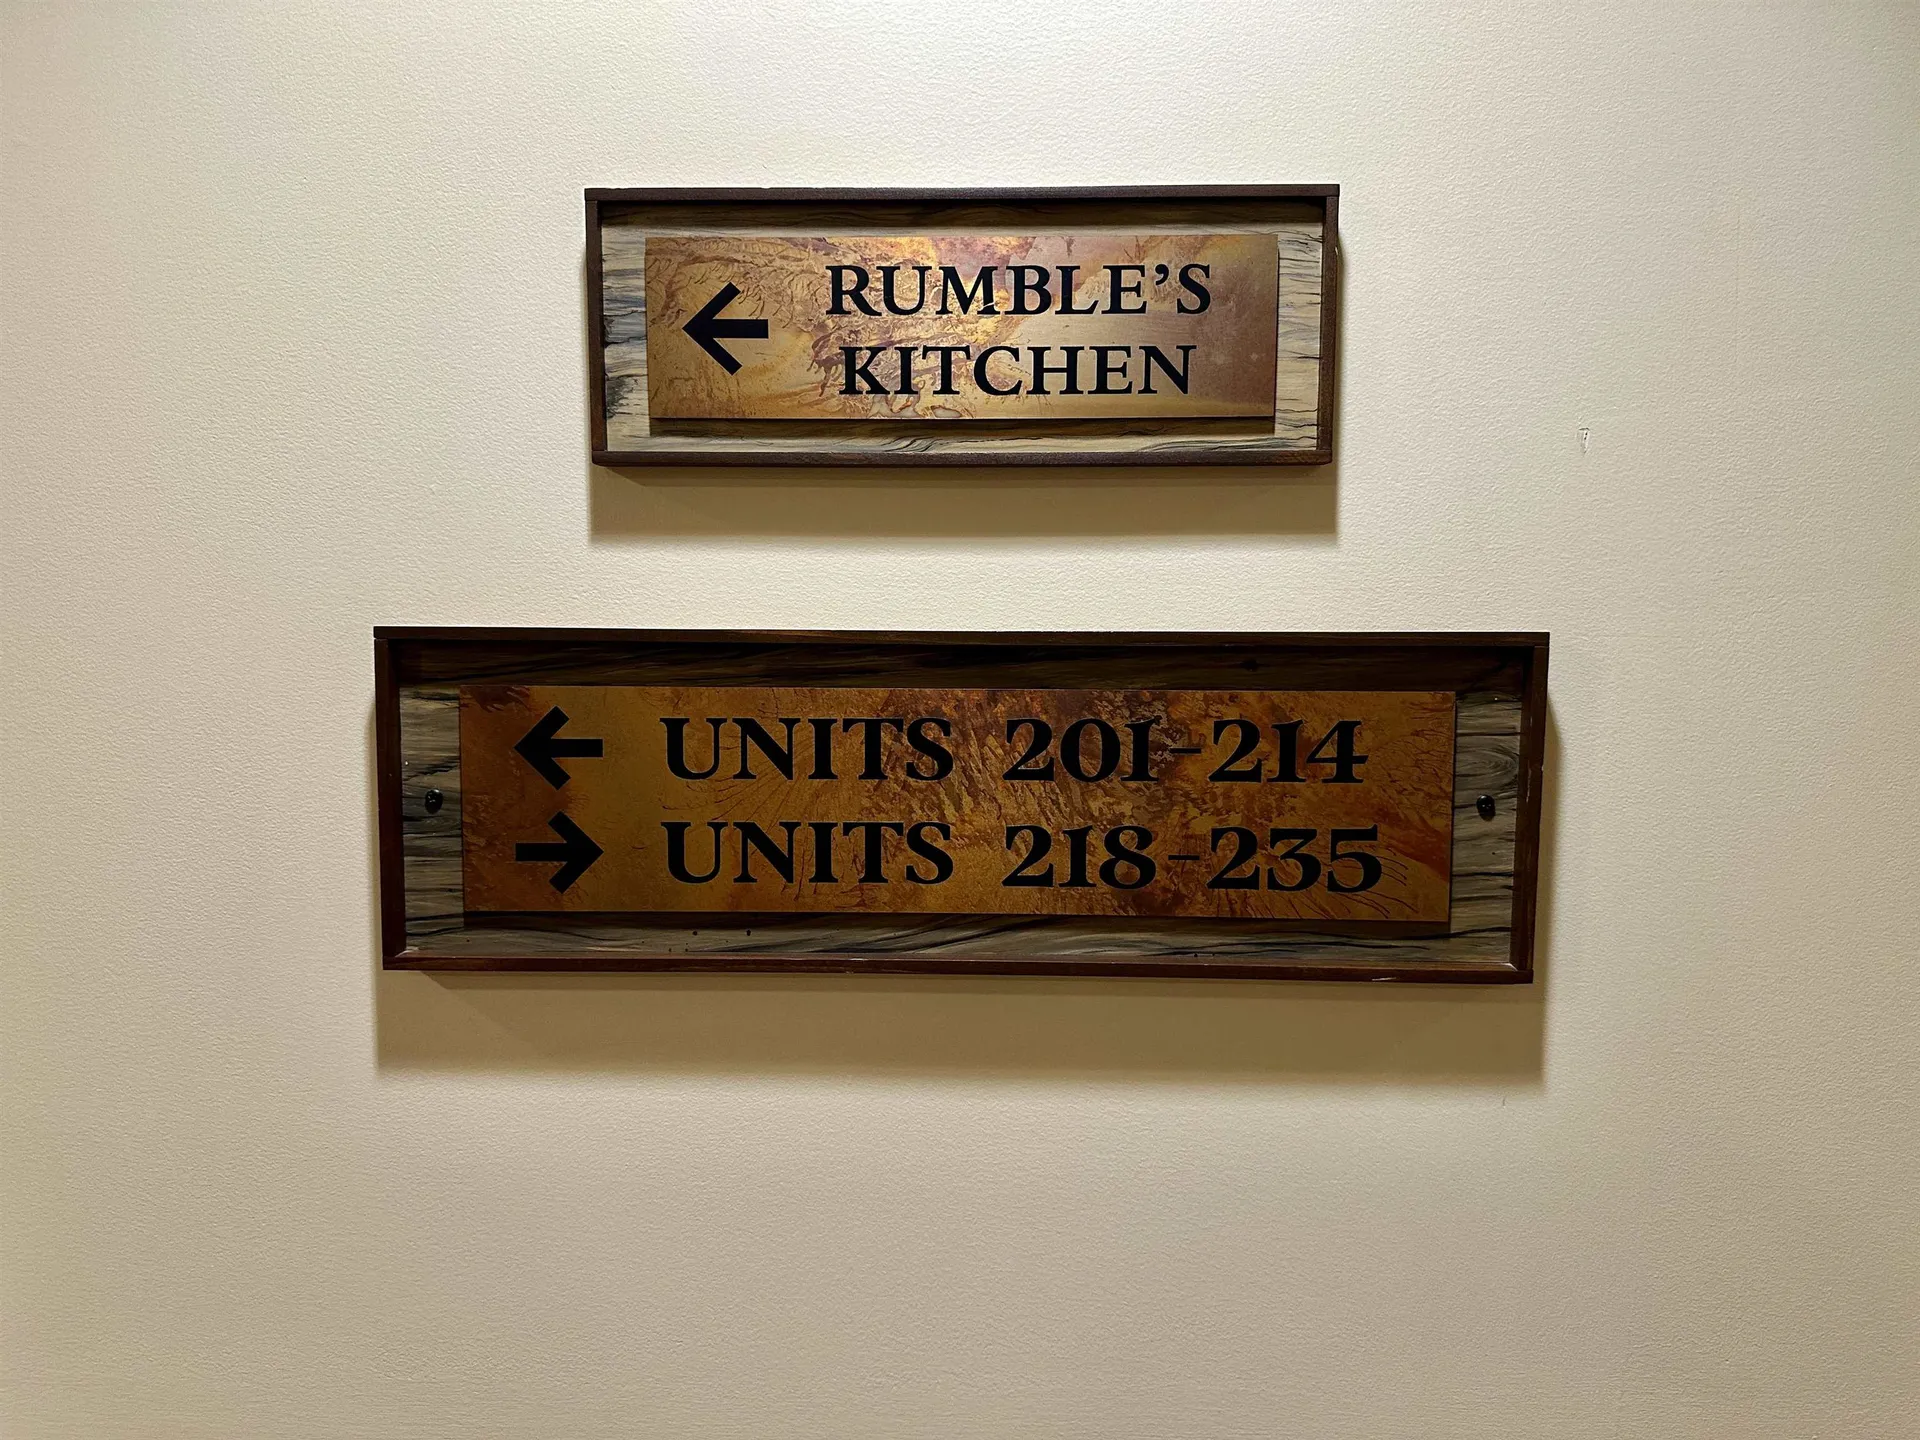 ← RUMBLE’S
KITCHEN
← UNITS 201-214
→ UNITS 218-235